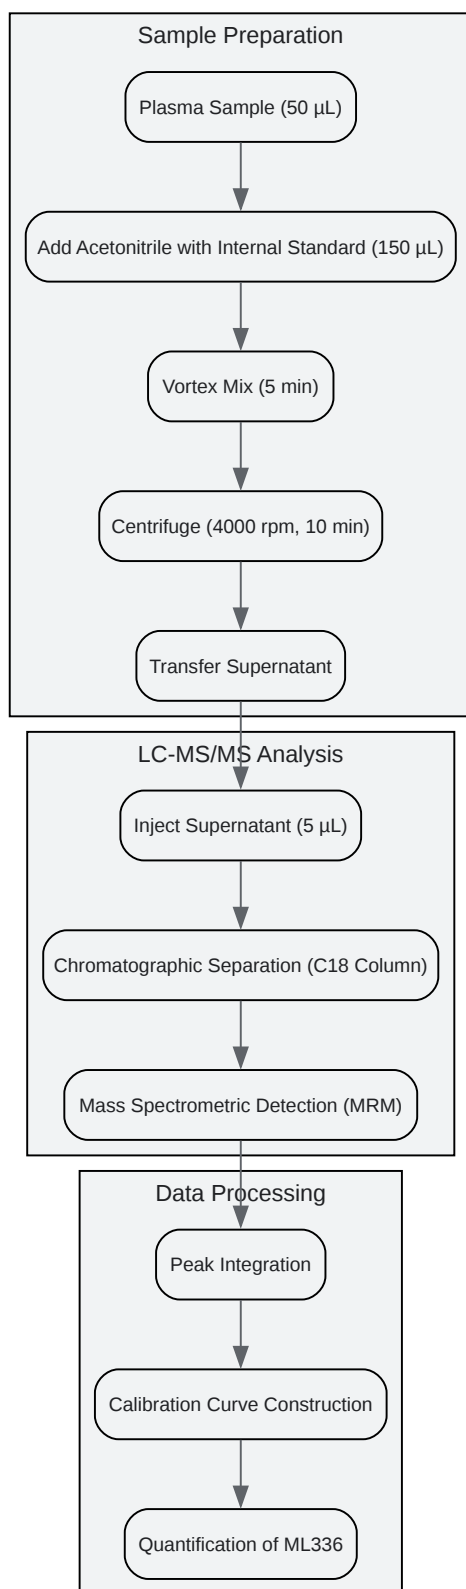 Sample Preparation
Plasma Sample (50 µL)
Add Acetonitrile with Internal Standard (150 µL)
Vortex Mix (5 min)
Centrifuge (4000 rpm, 10 min)
Transfer Supernatant
LC-MS/MS Analysis
Inject Supernatant (5 µL)
Chromatographic Separation (C18 Column)
Mass Spectrometric Detection (MRM)
Data Processing
Peak Integration
Calibration Curve Construction
Quantification of ML336